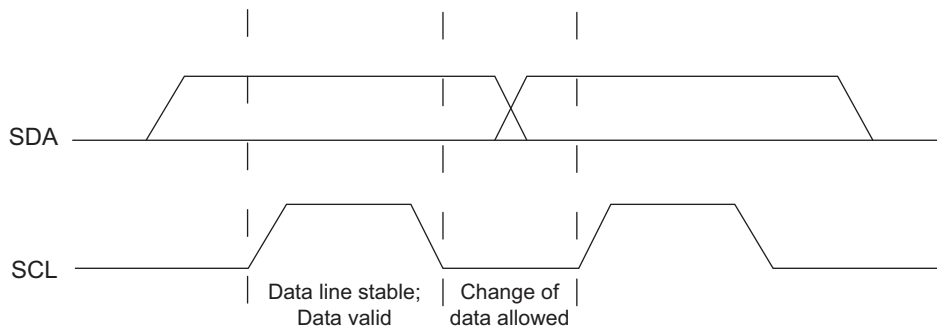 SDA
SCL
Data line stable;
Data valid
Change of
data allowed